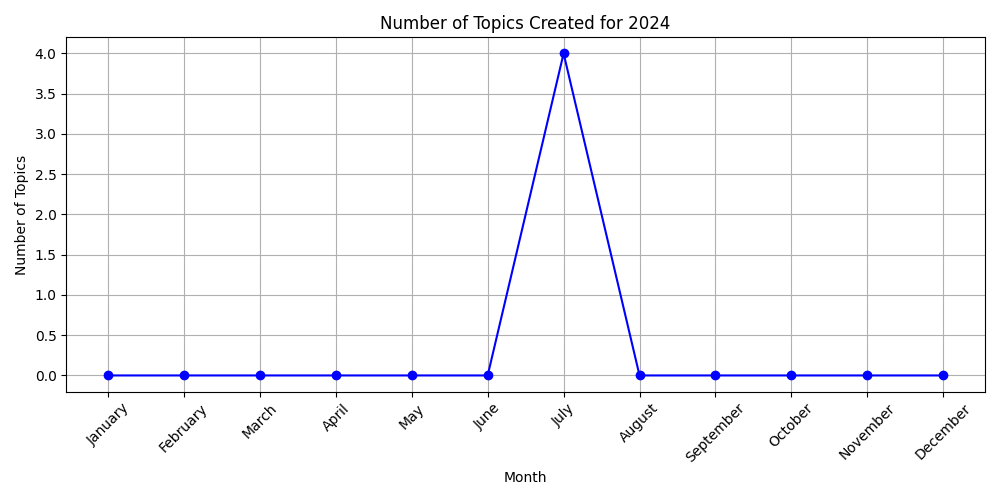 Number of Topics Created for 2024
Number of Topics
4.0
3.5
3.0
2.5
2.0
1.5
1.0
0.5
0.0
January
February
March
April
May
June
July
August
September
October
November
December
Month